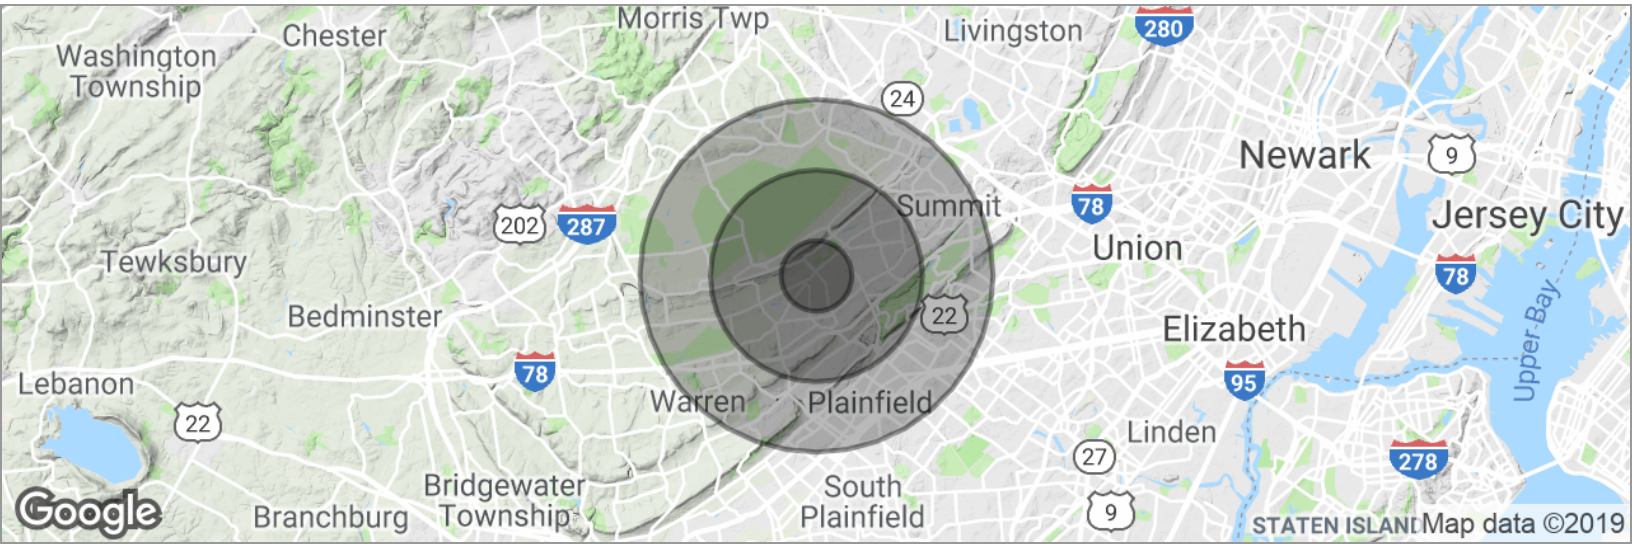 Morris Twp
Chester
Livingston
280
Washington
Township
24
Newark
9
202
287
Summit
78
Jersey City
Union
Tewksbury
78
Bedminster
22
Elizabeth
Upper Bay
78
95
Lebanon
Warren
Plainfield
22
Linden
27
278
Bridgewater
Township
South
Plainfield
9
Google
Branchburg
STATEN ISLAND
Map data ©2019